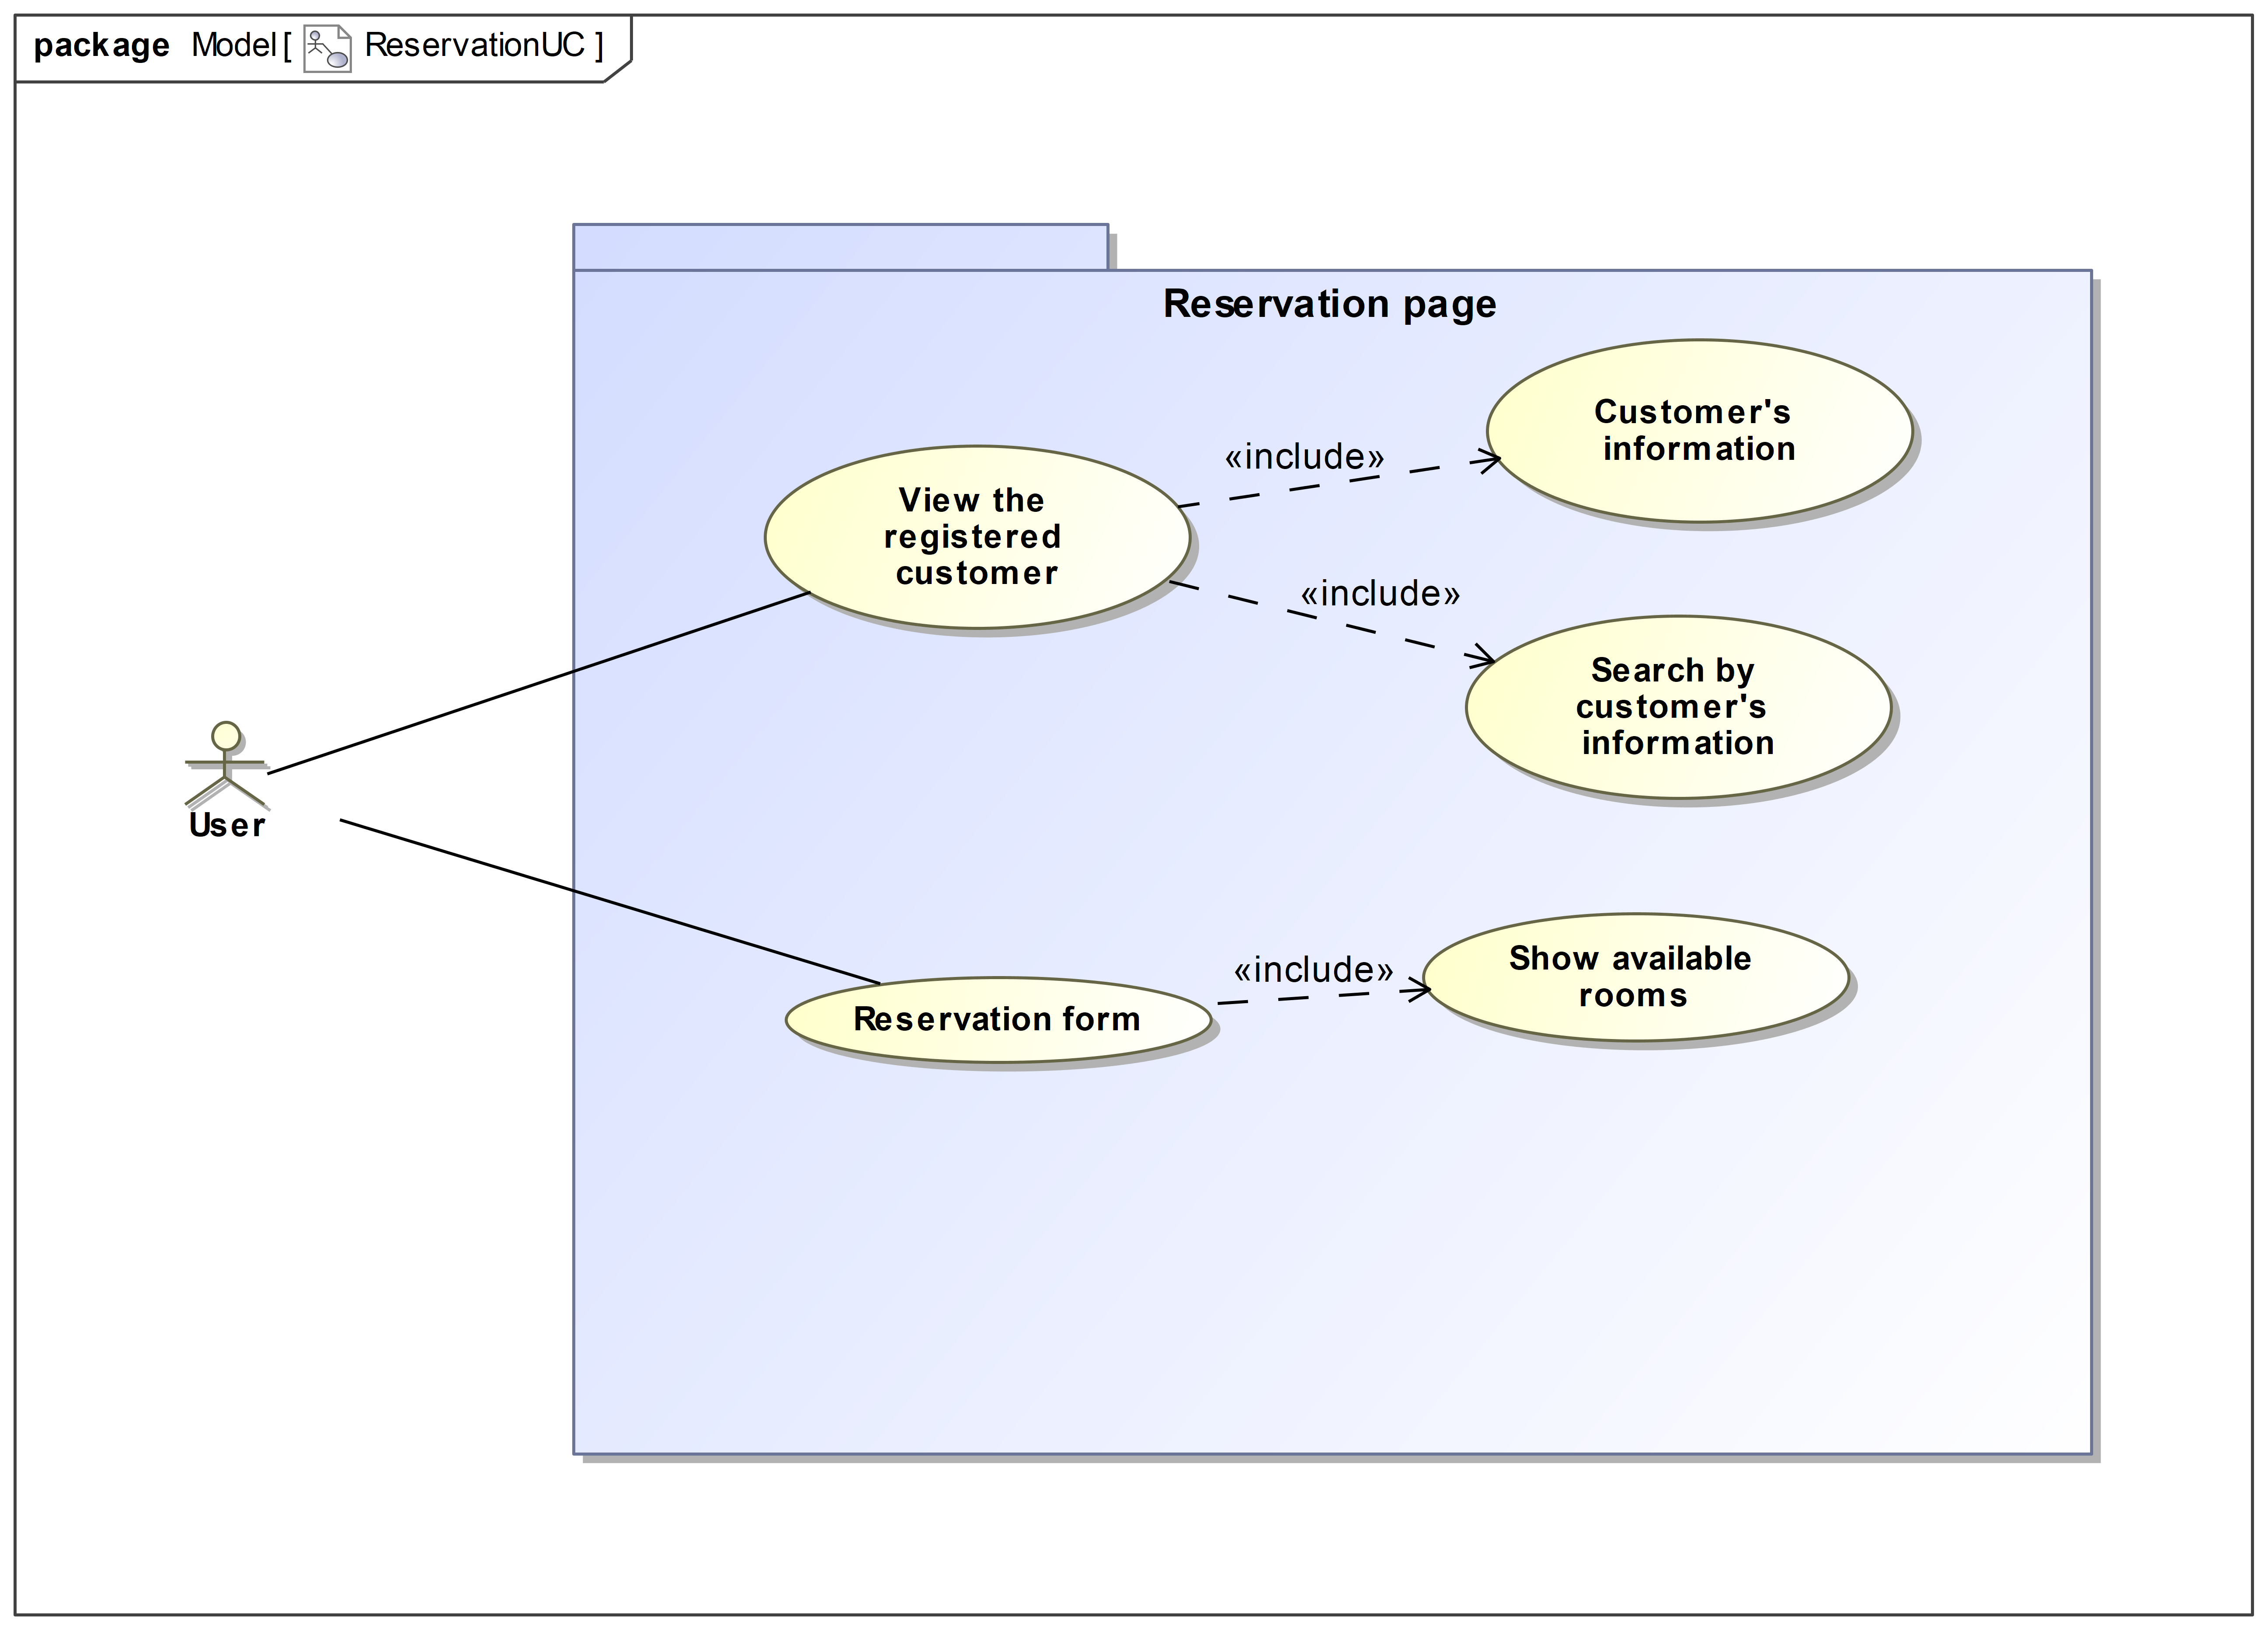 package Model[ ReservationUC ]
Reservation page
Customer's
information
«include»
View the
registered
customer
«include»
Search by
customer's
information
User
Show available
rooms
«include»
Reservation form